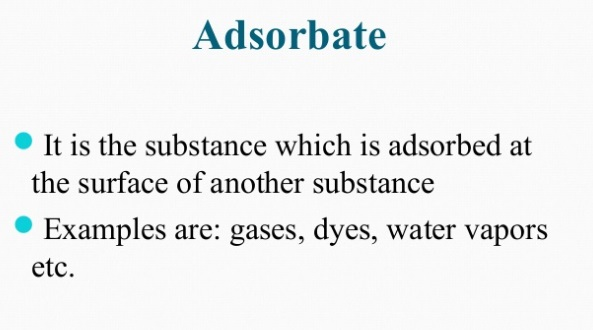 Adsorbate
It is the substance which is adsorbed at
the surface of another substance
Examples are: gases, dyes, water vapors
etc.